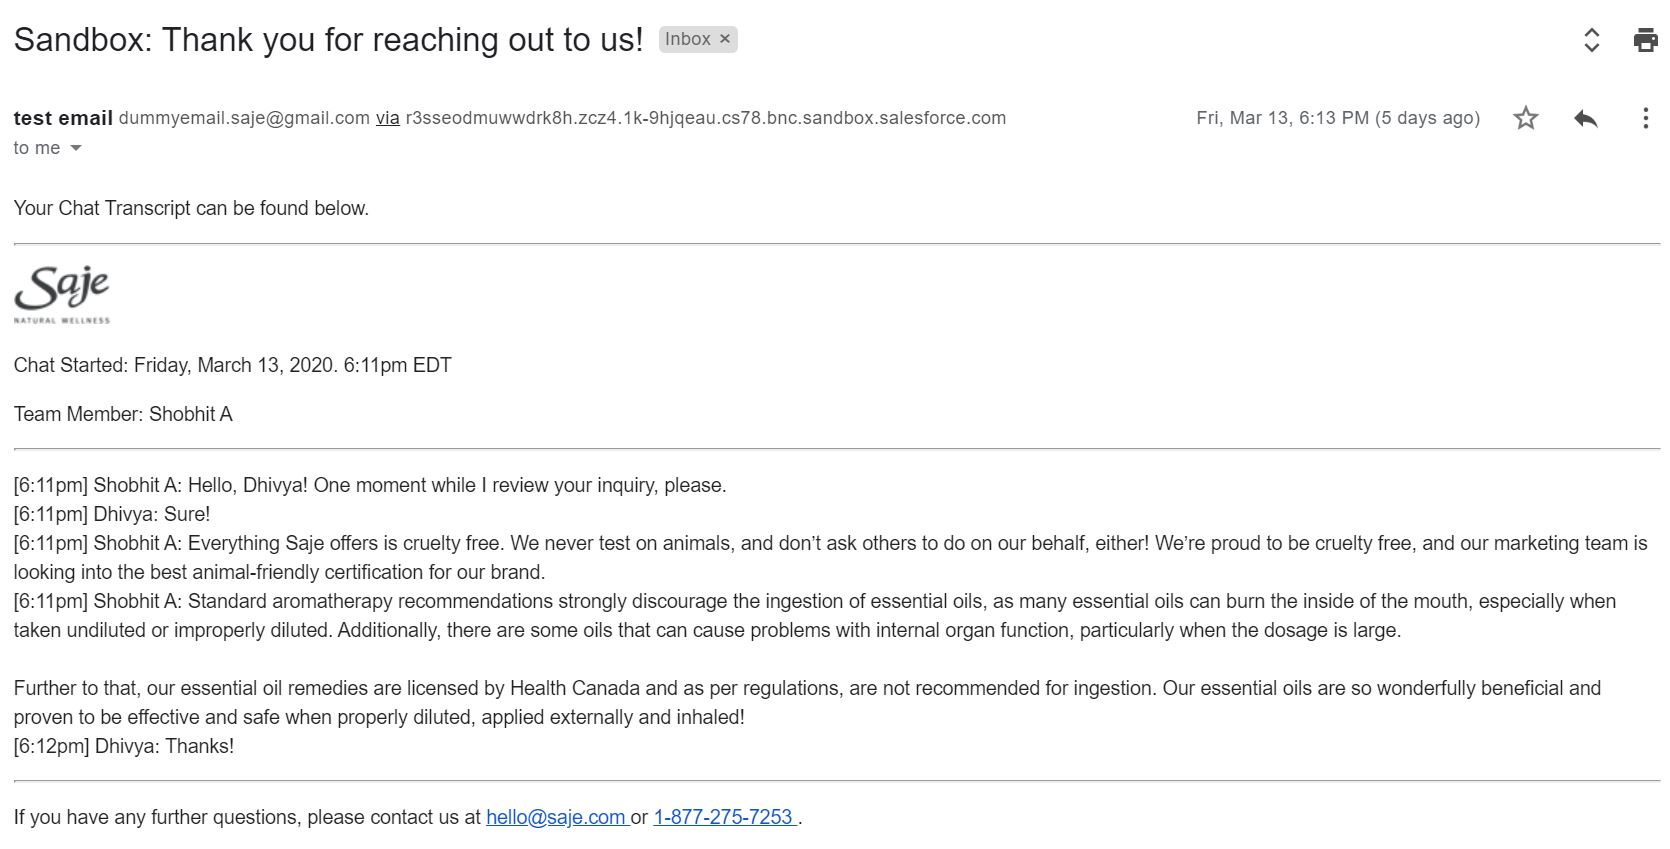 Sandbox: Thank you for reaching out to us! Inbox ×
test email dummyemail.saje@gmail.com via r3sseodmuwwdrk8h.zcz4.1k-9hjqeau.cs78.bnc.sandbox.salesforce.com Fri, Mar 13, 6:13 PM (5 days ago)
to me
Your Chat Transcript can be found below.
Saje
NATURAL WELLNESS
Chat Started: Friday, March 13, 2020. 6:11pm EDT
Team Member: Shobhit A
[6:11pm] Shobhit A: Hello, Dhivya! One moment while I review your inquiry, please.
[6:11pm] Dhivya: Sure!
[6:11pm] Shobhit A: Everything Saje offers is cruelty free. We never test on animals, and don’t ask others to do on our behalf, either! We’re proud to be cruelty free, and our marketing team is
looking into the best animal-friendly certification for our brand.
[6:11pm] Shobhit A: Standard aromatherapy recommendations strongly discourage the ingestion of essential oils, as many essential oils can burn the inside of the mouth, especially when
taken undiluted or improperly diluted. Additionally, there are some oils that can cause problems with internal organ function, particularly when the dosage is large.
Further to that, our essential oil remedies are licensed by Health Canada and as per regulations, are not recommended for ingestion. Our essential oils are so wonderfully beneficial and
proven to be effective and safe when properly diluted, applied externally and inhaled!
[6:12pm] Dhivya: Thanks!
If you have any further questions, please contact us at hello@saje.com or 1-877-275-7253 .